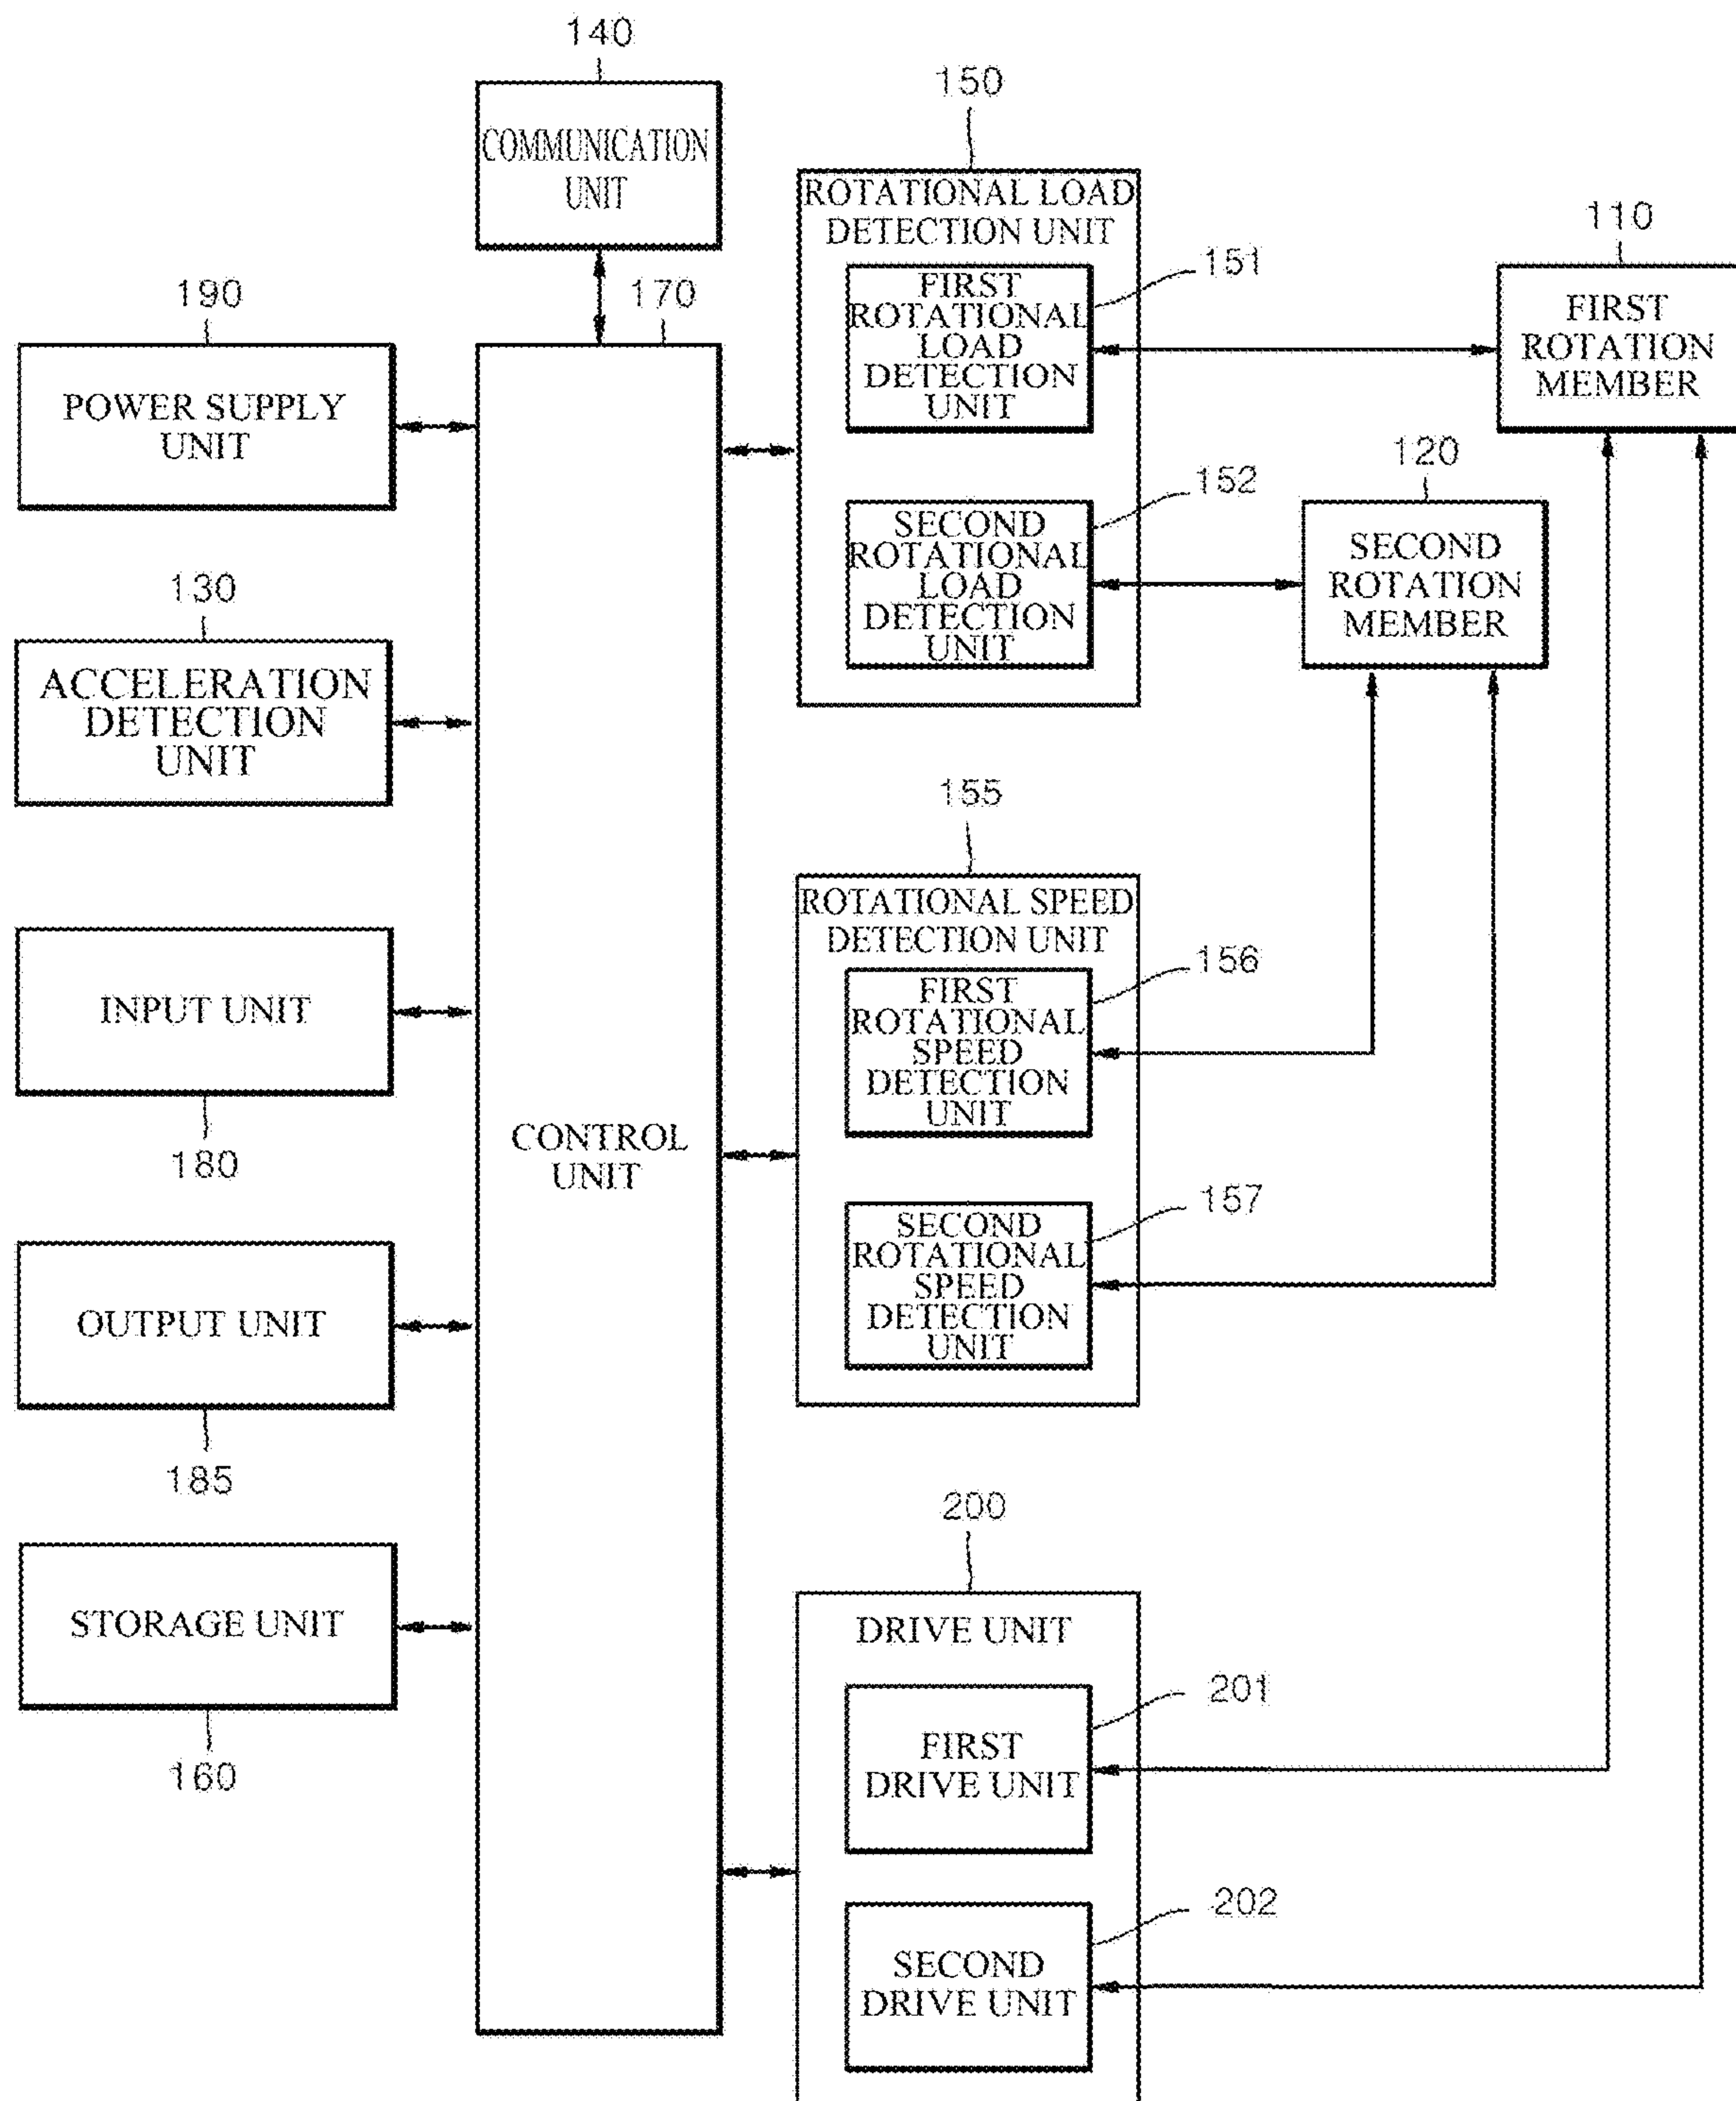 140
COMMUNICATION
UNIT
150
ROTATIONAL LOAD
DETECTION UNIT
151
FIRST
ROTATIONAL
LOAD
DETECTION
UNIT
152
SECOND
ROTATIONAL
LOAD
DETECTION
UNIT
110
FIRST
ROTATION
MEMBER
120
SECOND
ROTATION
MEMBER
190
POWER SUPPLY
UNIT
170
CONTROL
UNIT
130
ACCELERATION
DETECTION
UNIT
INPUT UNIT
180
OUTPUT UNIT
185
STORAGE UNIT
160
155
ROTATIONAL SPEED
DETECTION UNIT
156
FIRST
ROTATIONAL
SPEED
DETECTION
UNIT
157
SECOND
ROTATIONAL
SPEED
DETECTION
UNIT
200
DRIVE UNIT
201
FIRST
DRIVE UNIT
202
SECOND
DRIVE UNIT